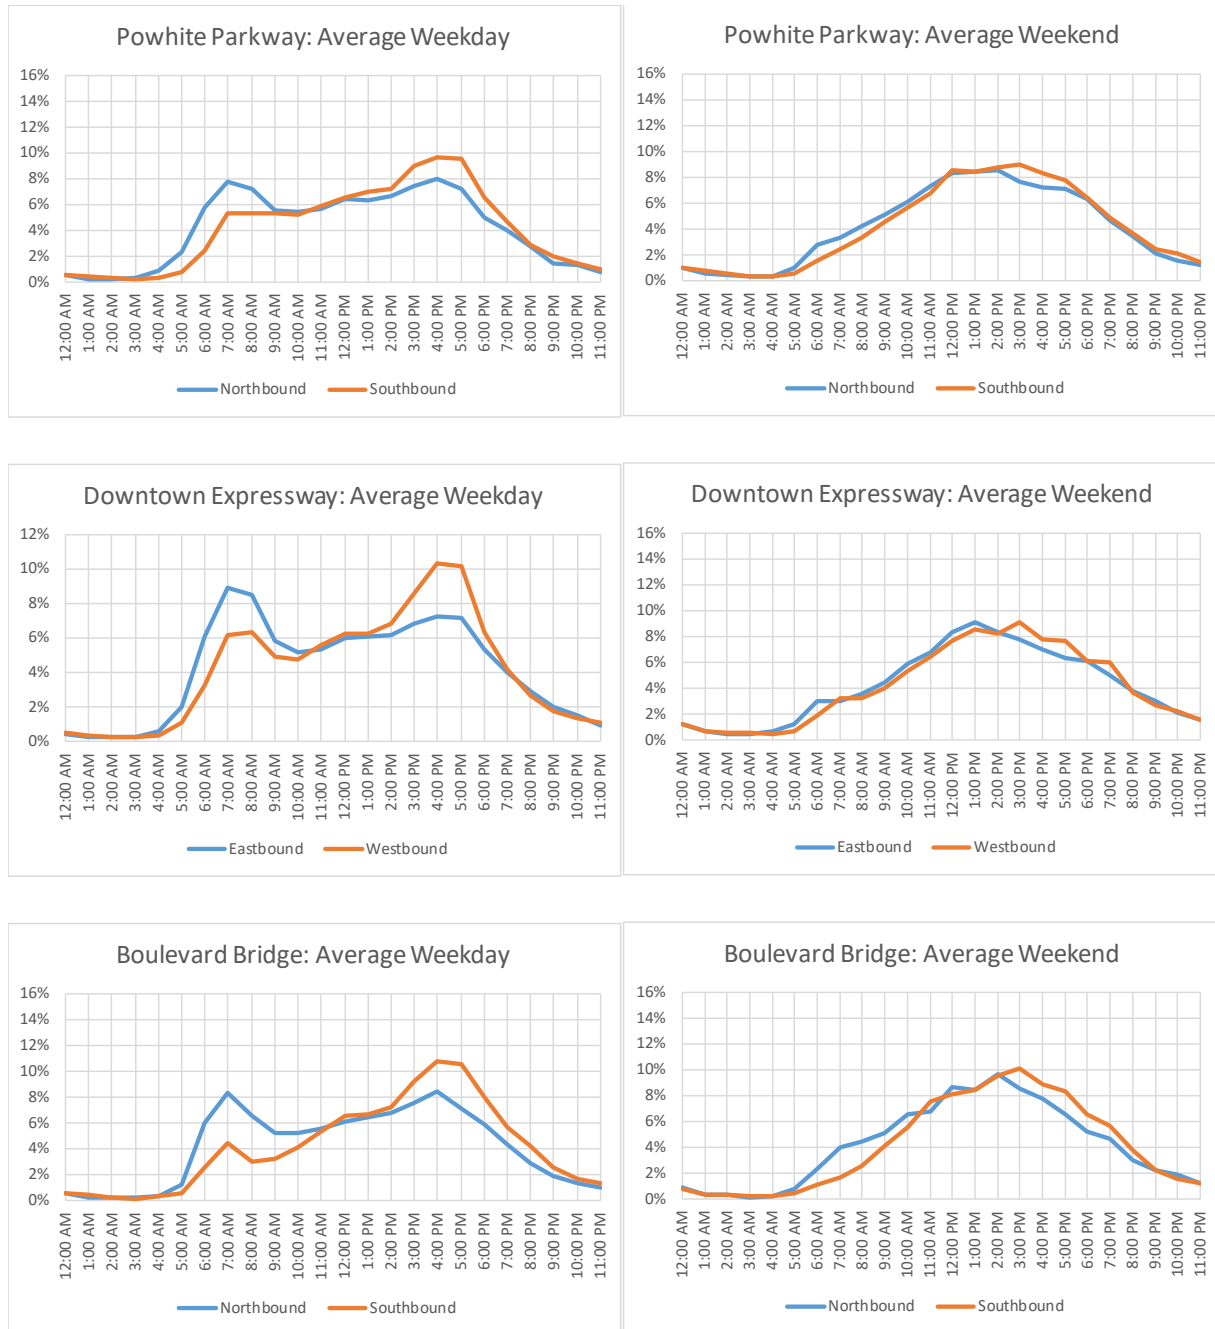 Powhite Parkway: Average Weekday
16%
14%
12%
10%
8%
6%
4%
2%
0%
12:00 AM
1:00 AM
2:00 AM
3:00 AM
4:00 AM
5:00 AM
6:00 AM
7:00 AM
8:00 AM
9:00 AM
10:00 AM
11:00 AM
12:00 PM
1:00 PM
2:00 PM
3:00 PM
4:00 PM
5:00 PM
6:00 PM
7:00 PM
8:00 PM
9:00 PM
10:00 PM
11:00 PM
Northbound Southbound
Powhite Parkway: Average Weekend
16%
14%
12%
10%
8%
6%
4%
2%
0%
12:00 AM
1:00 AM
2:00 AM
3:00 AM
4:00 AM
5:00 AM
6:00 AM
7:00 AM
8:00 AM
9:00 AM
10:00 AM
11:00 AM
12:00 PM
1:00 PM
2:00 PM
3:00 PM
4:00 PM
5:00 PM
6:00 PM
7:00 PM
8:00 PM
9:00 PM
10:00 PM
11:00 PM
Northbound Southbound
Downtown Expressway: Average Weekday
12%
10%
8%
6%
4%
2%
0%
12:00 AM
1:00 AM
2:00 AM
3:00 AM
4:00 AM
5:00 AM
6:00 AM
7:00 AM
8:00 AM
9:00 AM
10:00 AM
11:00 AM
12:00 PM
1:00 PM
2:00 PM
3:00 PM
4:00 PM
5:00 PM
6:00 PM
7:00 PM
8:00 PM
9:00 PM
10:00 PM
11:00 PM
Eastbound Westbound
Downtown Expressway: Average Weekend
16%
14%
12%
10%
8%
6%
4%
2%
0%
12:00 AM
1:00 AM
2:00 AM
3:00 AM
4:00 AM
5:00 AM
6:00 AM
7:00 AM
8:00 AM
9:00 AM
10:00 AM
11:00 AM
12:00 PM
1:00 PM
2:00 PM
3:00 PM
4:00 PM
5:00 PM
6:00 PM
7:00 PM
8:00 PM
9:00 PM
10:00 PM
11:00 PM
Eastbound Westbound
Boulevard Bridge: Average Weekday
16%
14%
12%
10%
8%
6%
4%
2%
0%
12:00 AM
1:00 AM
2:00 AM
3:00 AM
4:00 AM
5:00 AM
6:00 AM
7:00 AM
8:00 AM
9:00 AM
10:00 AM
11:00 AM
12:00 PM
1:00 PM
2:00 PM
3:00 PM
4:00 PM
5:00 PM
6:00 PM
7:00 PM
8:00 PM
9:00 PM
10:00 PM
11:00 PM
Northbound Southbound
Boulevard Bridge: Average Weekend
16%
14%
12%
10%
8%
6%
4%
2%
0%
12:00 AM
1:00 AM
2:00 AM
3:00 AM
4:00 AM
5:00 AM
6:00 AM
7:00 AM
8:00 AM
9:00 AM
10:00 AM
11:00 AM
12:00 PM
1:00 PM
2:00 PM
3:00 PM
4:00 PM
5:00 PM
6:00 PM
7:00 PM
8:00 PM
9:00 PM
10:00 PM
11:00 PM
Northbound Southbound